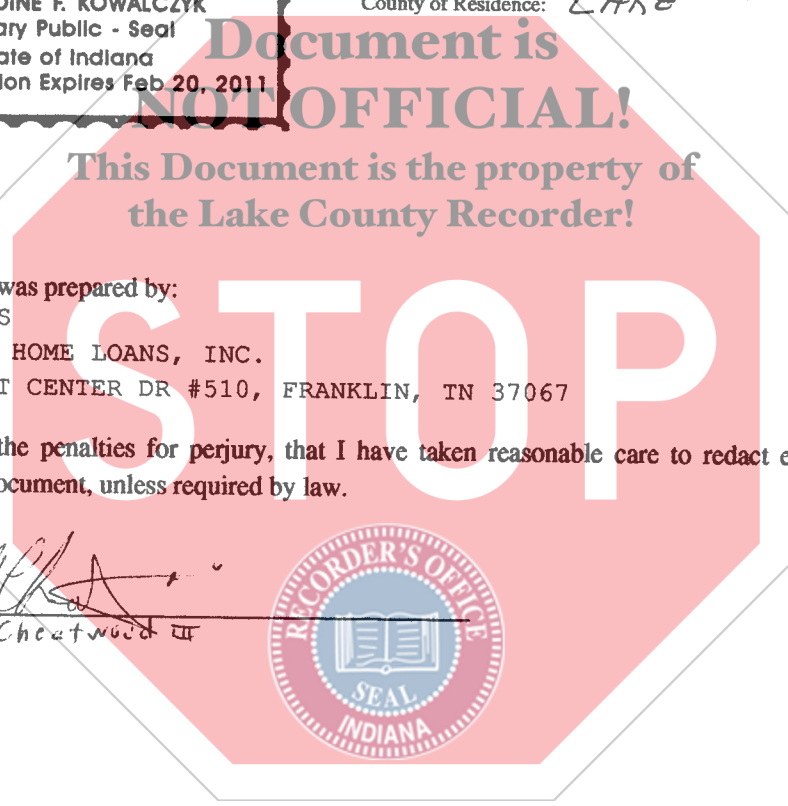 DINE F. KOWALCZYK
ary Public - Seal
ate of Indiana
ion Expires Feb 20, 2011
County of Residence: LAKE
Document is
NOT OFFICIAL!
This Document is the property of
the Lake County Recorder!
STOP
was prepared by:
S
HOME LOANS, INC.
T CENTER DR #510, FRANKLIN, TN 37067
the penalties for perjury, that I have taken reasonable care to redact e
ocument, unless required by law.
Cheatwood III
RECORDER'S OFFICE
SEAL
INDIANA